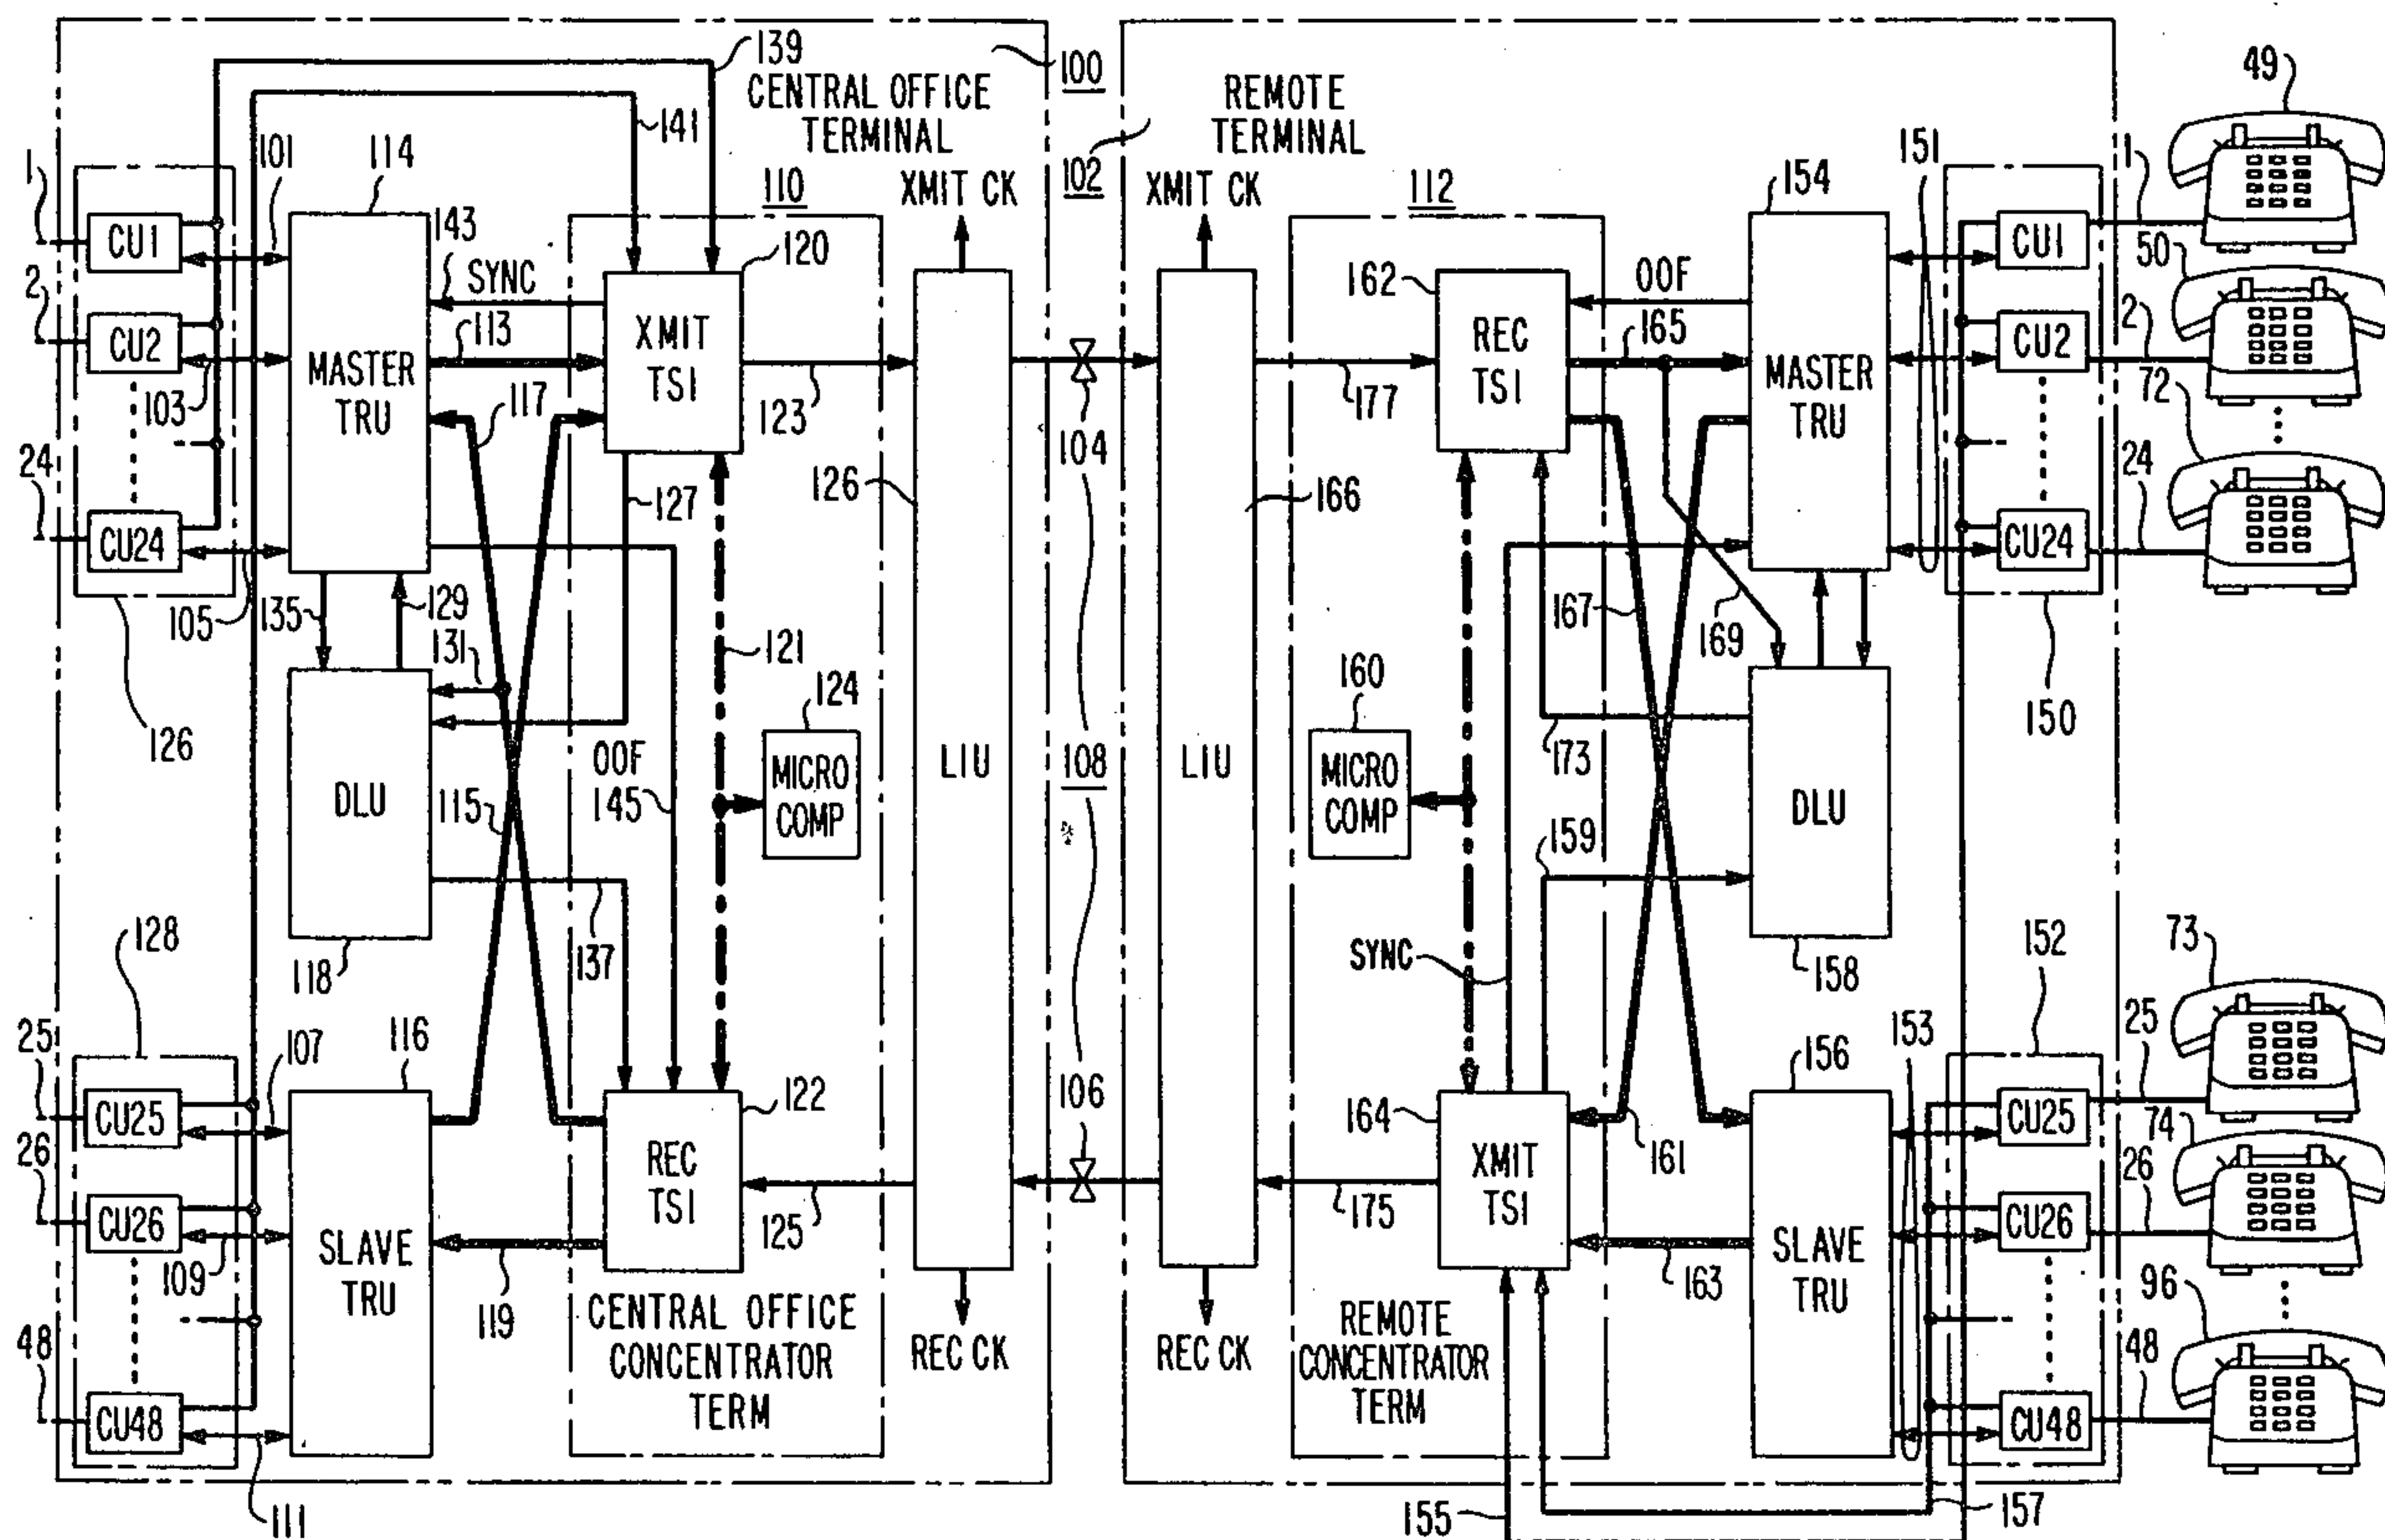 139
100
CENTRAL OFFICE
TERMINAL
141
REMOTE
TERMINAL
102
49
1
101
114
110
XMIT CK
XMIT CK
112
154
151
1
CU1
143
SYNC
120
162
OOF
CU1
50
2
CU2
113
XMIT
TSI
REC
TSI
165
MASTER
TRU
CU2
2
MASTER
TRU
103
117
123
104
177
72
24
CU24
127
126
166
CU24
24
105
135
129
131
121
167
169
126
124
160
150
DLU
115
OOF
145
MICRO
COMP
LIU
108
LIU
MICRO
COMP
173
DLU
159
128
118
137
SYNC
158
152
73
25
CU25
107
116
122
106
164
156
153
CU25
25
74
26
CU26
109
SLAVE
TRU
REC
TSI
125
175
XMIT
TSI
161
SLAVE
TRU
CU26
26
119
163
96
48
CU48
CENTRAL OFFICE
CONCENTRATOR
TERM
REC CK
REC CK
REMOTE
CONCENTRATOR
TERM
CU48
48
111
155
157